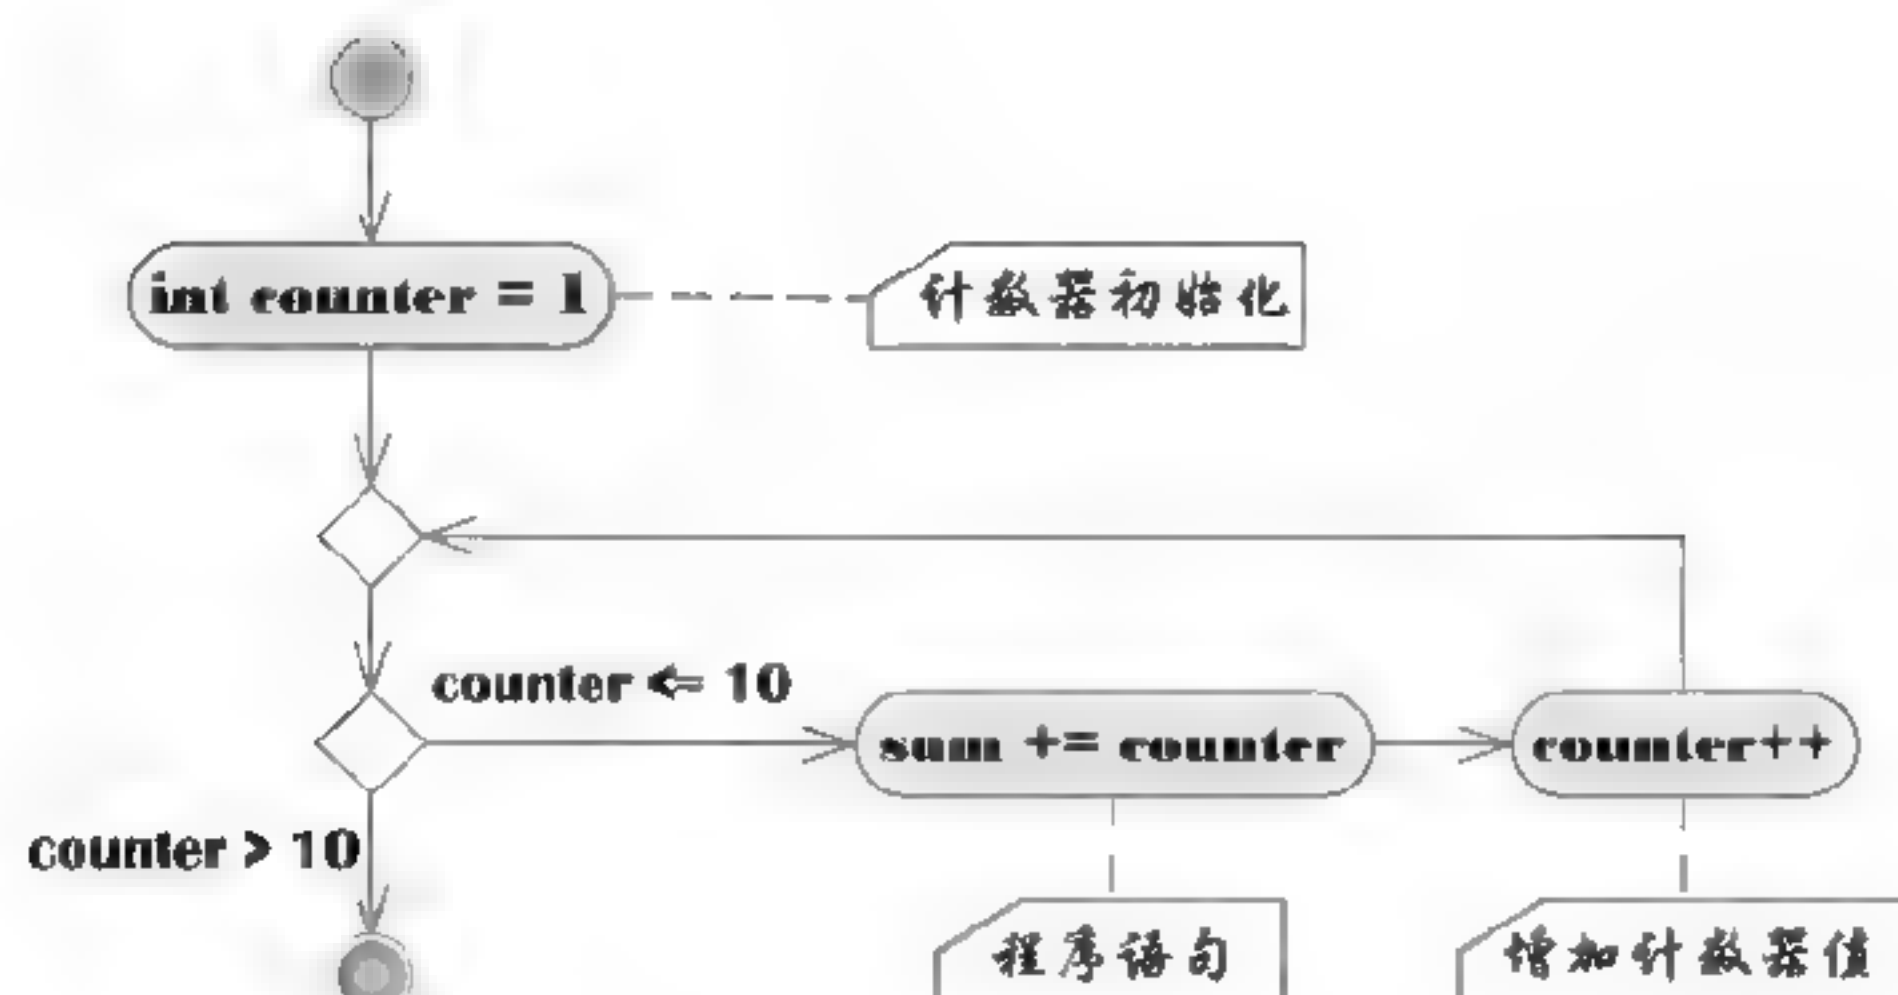 int counter = 1
计数器初始化
counter <= 10
sum += counter
counter++
counter > 10
程序语句
增加计数器值